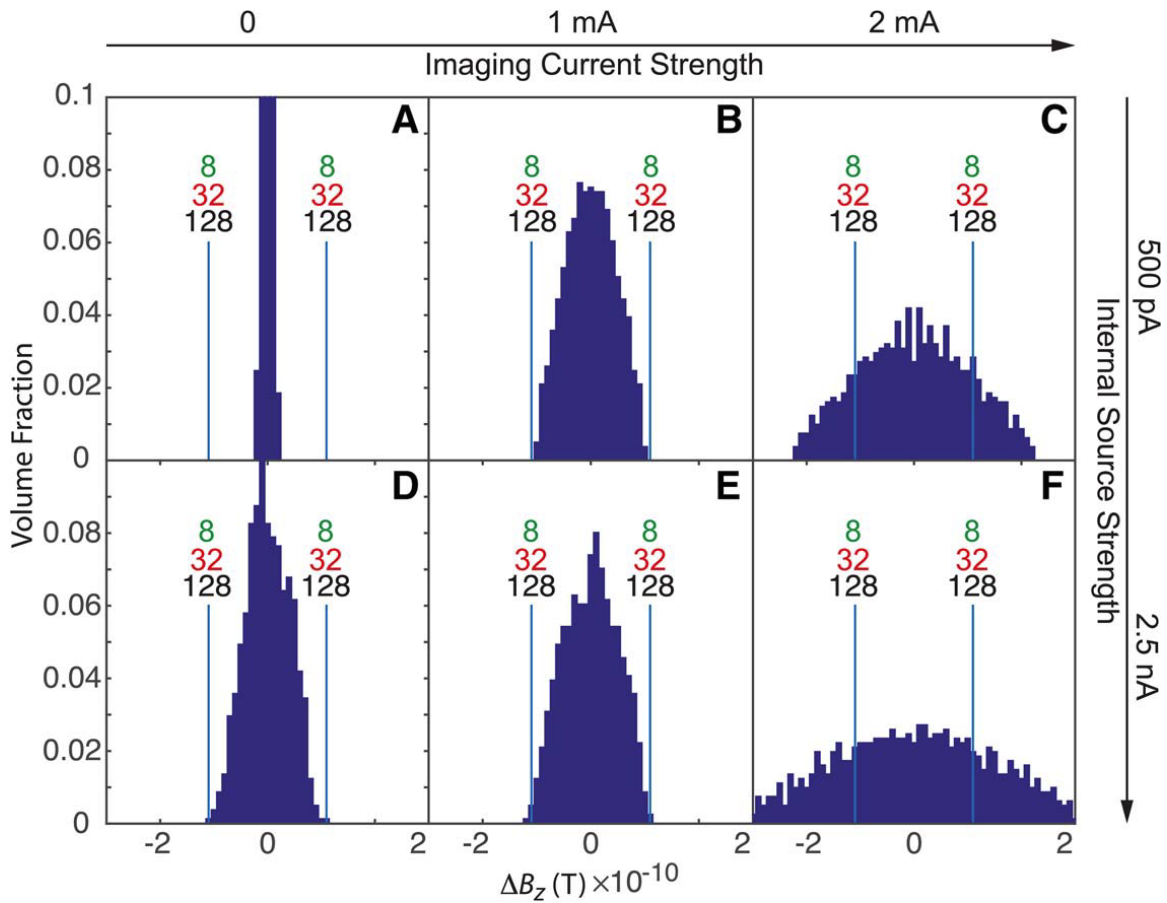 0 1 mA 2 mA
Imaging Current Strength
0.1 A B C
8 8 8 8 8 8
0.08
32 32 32 32 32 32
128 128 128 128 128 128
0.06
0.04
0.02
0
D E F
8 8 8 8 8 8
0.08
32 32 32 32 32 32
128 128 128 128 128 128
0.06
0.04
0.02
0
-2 0 2 -2 0 2 -2 0 2
ΔBz (T) ×10-10
Volume Fraction
500 pA
2.5 nA
Internal Source Strength